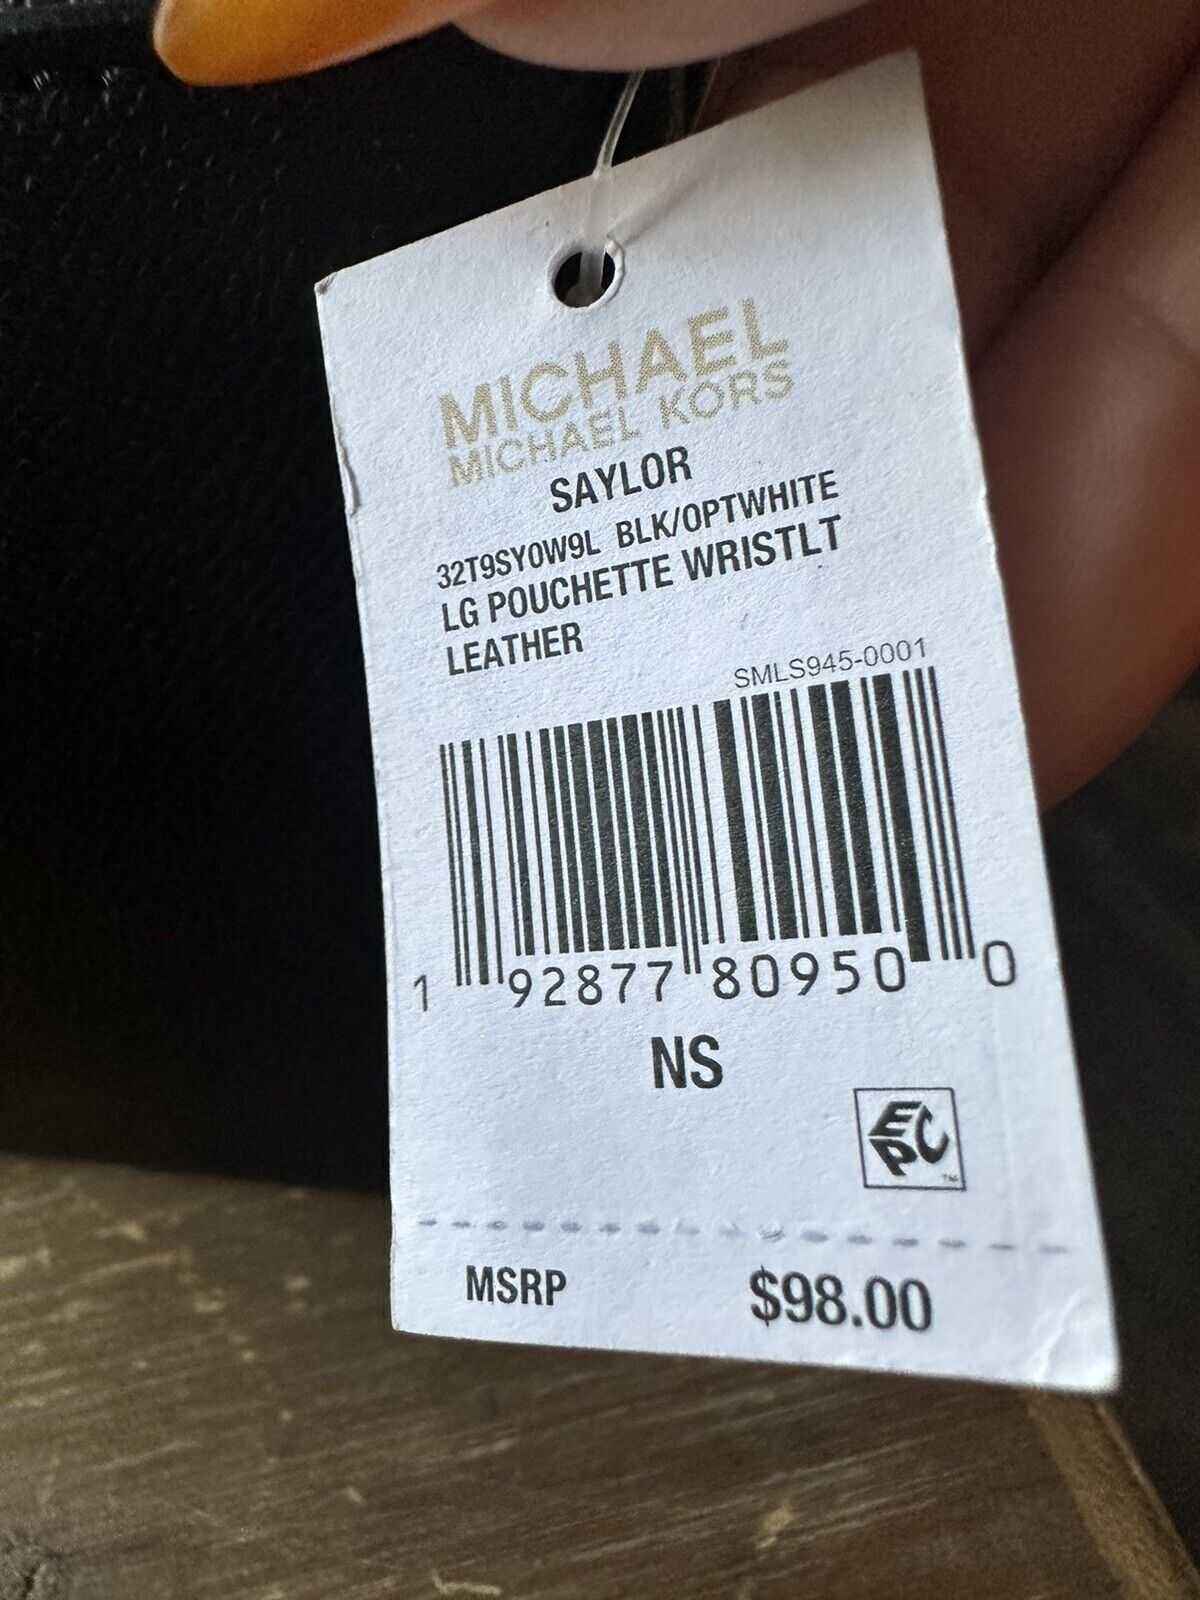 MICHAEL
MICHAEL KORS
SAYLOR
32T9SY0W9L BLK/OPTWHITE
LG POUCHETTE WRISTLT
LEATHER
SMLS945-0001
1 92877 80950 0
NS
EPC™
MSRP $98.00